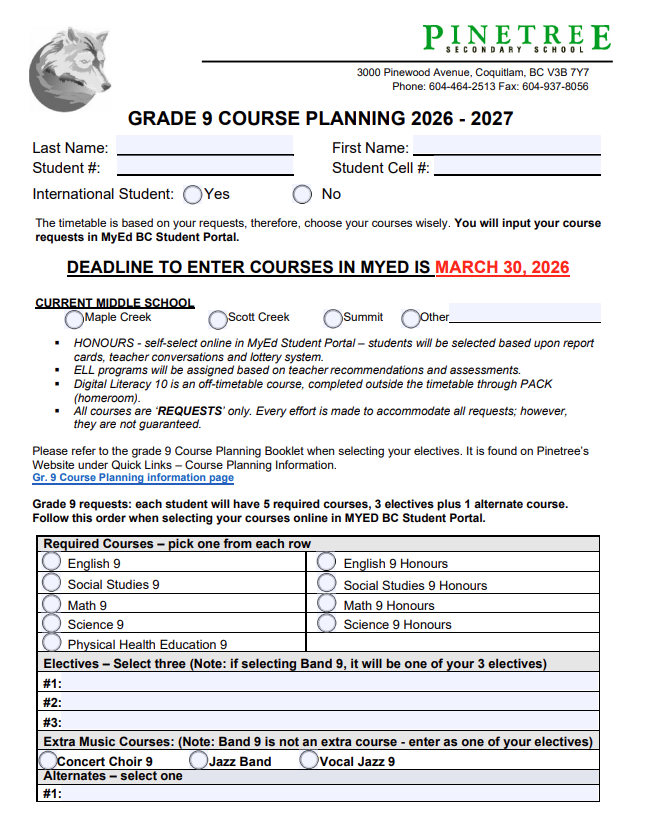 PINETREE
SECONDARY SCHOOL
3000 Pinewood Avenue, Coquitlam, BC V3B 7Y7
Phone: 604-464-2513 Fax: 604-937-8056
GRADE 9 COURSE PLANNING 2026 - 2027
Last Name: First Name:
Student #: Student Cell #:
International Student: Yes No
The timetable is based on your requests, therefore, choose your courses wisely. You will input your course
requests in MyEd BC Student Portal.
DEADLINE TO ENTER COURSES IN MYED IS MARCH 30, 2026
CURRENT MIDDLE SCHOOL
Maple Creek Scott Creek Summit Other
▪ HONOURS - self-select online in MyEd Student Portal – students will be selected based upon report
cards, teacher conversations and lottery system.
▪ ELL programs will be assigned based on teacher recommendations and assessments.
▪ Digital Literacy 10 is an off-timetable course, completed outside the timetable through PACK
(homeroom).
▪ All courses are ‘REQUESTS’ only. Every effort is made to accommodate all requests; however,
they are not guaranteed.
Please refer to the grade 9 Course Planning Booklet when selecting your electives. It is found on Pinetree’s
Website under Quick Links – Course Planning Information.
Gr. 9 Course Planning information page
Grade 9 requests: each student will have 5 required courses, 3 electives plus 1 alternate course.
Follow this order when selecting your courses online in MYED BC Student Portal.
Required Courses – pick one from each row
English 9 English 9 Honours
Social Studies 9 Social Studies 9 Honours
Math 9 Math 9 Honours
Science 9 Science 9 Honours
Physical Health Education 9
Electives – Select three (Note: if selecting Band 9, it will be one of your 3 electives)
#1:
#2:
#3:
Extra Music Courses: (Note: Band 9 is not an extra course - enter as one of your electives)
Concert Choir 9 Jazz Band Vocal Jazz 9
Alternates – select one
#1: